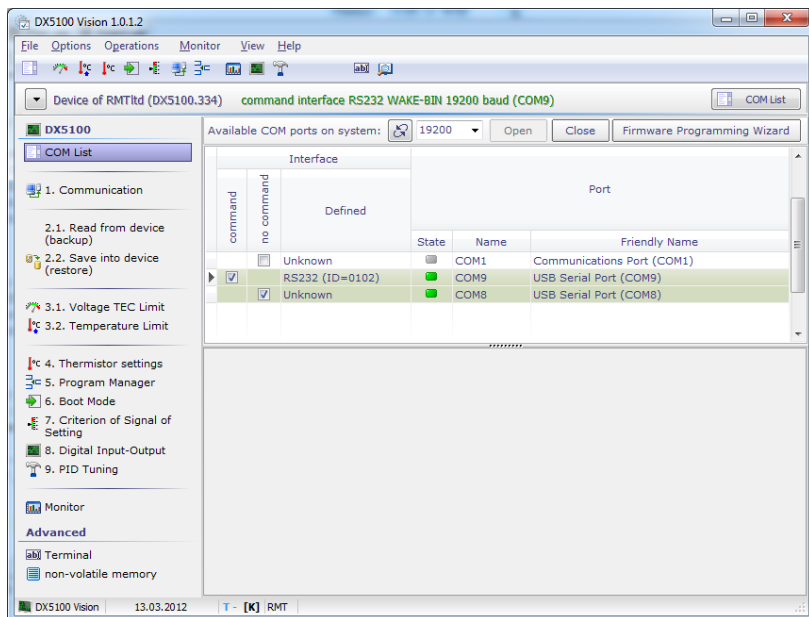 DX5100 Vision 1.0.1.2
File Options Operations Monitor View Help
ab|
Device of RMTltd (DX5100.334) command interface RS232 WAKE-BIN 19200 baud (COM9) COM List
DX5100
COM List
1. Communication
2.1. Read from device
(backup)
2.2. Save into device
(restore)
3.1. Voltage TEC Limit
°C 3.2. Temperature Limit
°C 4. Thermistor settings
5. Program Manager
6. Boot Mode
7. Criterion of Signal of
Setting
8. Digital Input-Output
9. PID Tuning
Monitor
Advanced
ab| Terminal
non-volatile memory
Available COM ports on system: 19200 Open Close Firmware Programming Wizard
Interface Port
command no command Defined State Name Friendly Name
Unknown COM1 Communications Port (COM1)
RS232 (ID=0102) COM9 USB Serial Port (COM9)
Unknown COM8 USB Serial Port (COM8)
DX5100 Vision 13.03.2012 T - [K] RMT